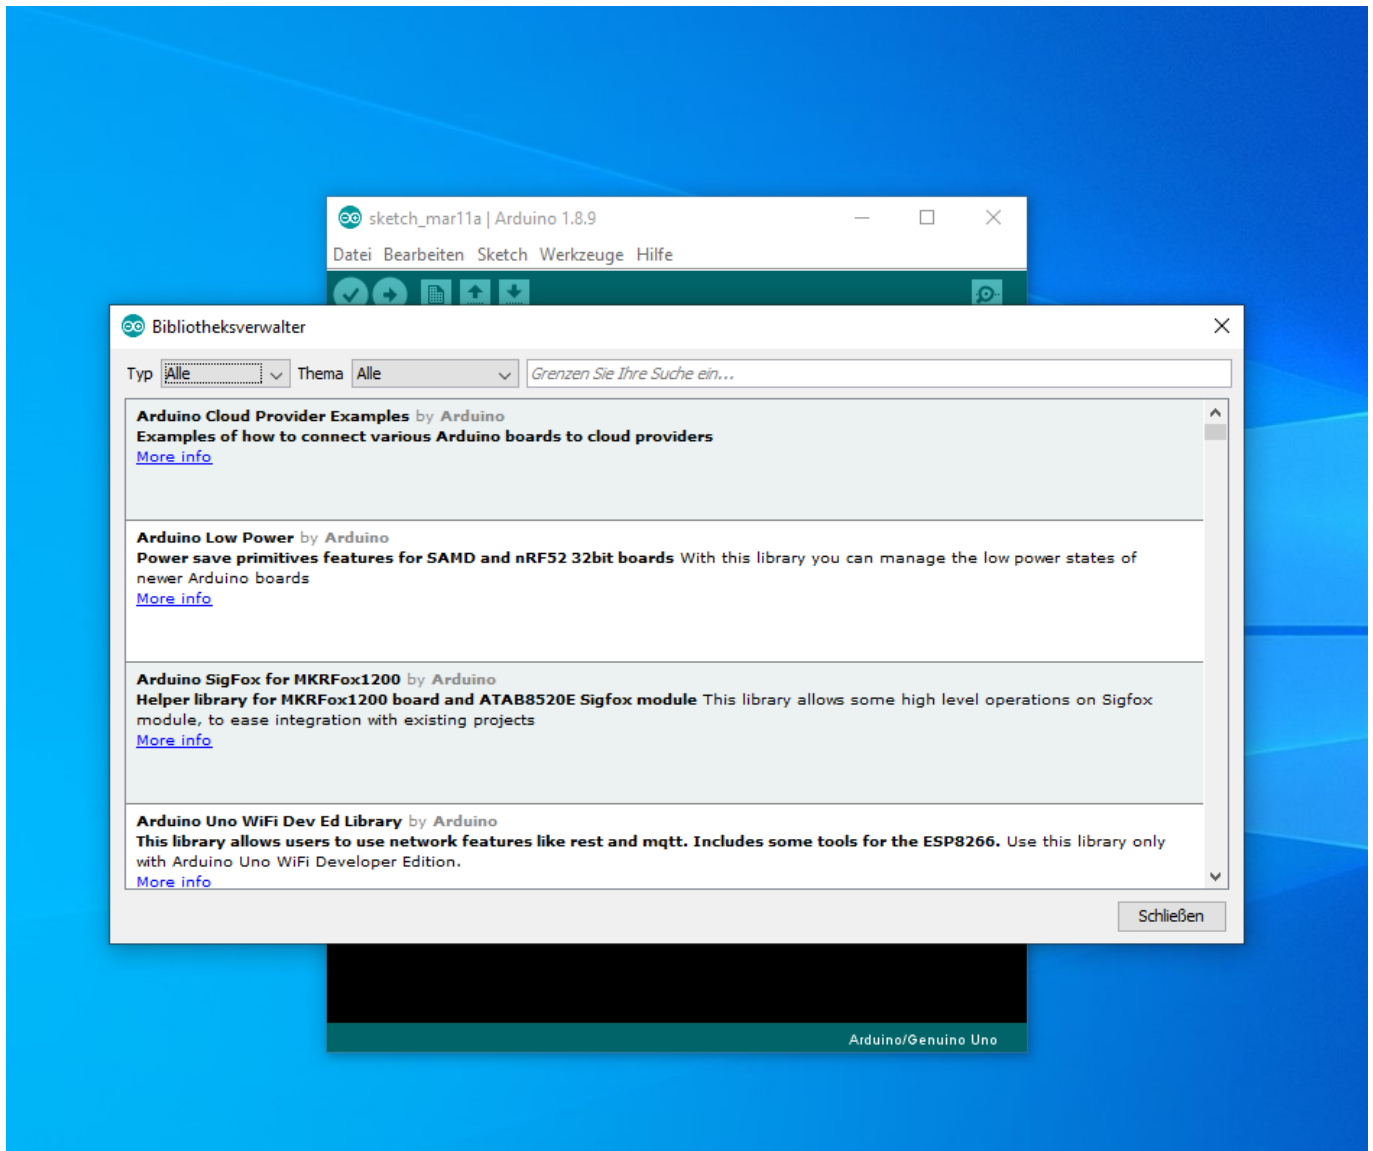 sketch_mar11a | Arduino 1.8.9
Datei Bearbeiten Sketch Werkzeuge Hilfe
Bibliotheksverwalter
Typ Alle Thema Alle Grenzen Sie Ihre Suche ein...
Arduino Cloud Provider Examples by Arduino
Examples of how to connect various Arduino boards to cloud providers
More info
Arduino Low Power by Arduino
Power save primitives features for SAMD and nRF52 32bit boards With this library you can manage the low power states of
newer Arduino boards
More info
Arduino SigFox for MKRFox1200 by Arduino
Helper library for MKRFox1200 board and ATAB8520E Sigfox module This library allows some high level operations on Sigfox
module, to ease integration with existing projects
More info
Arduino Uno WiFi Dev Ed Library by Arduino
This library allows users to use network features like rest and mqtt. Includes some tools for the ESP8266. Use this library only
with Arduino Uno WiFi Developer Edition.
More info
Schließen
Arduino/Genuino Uno